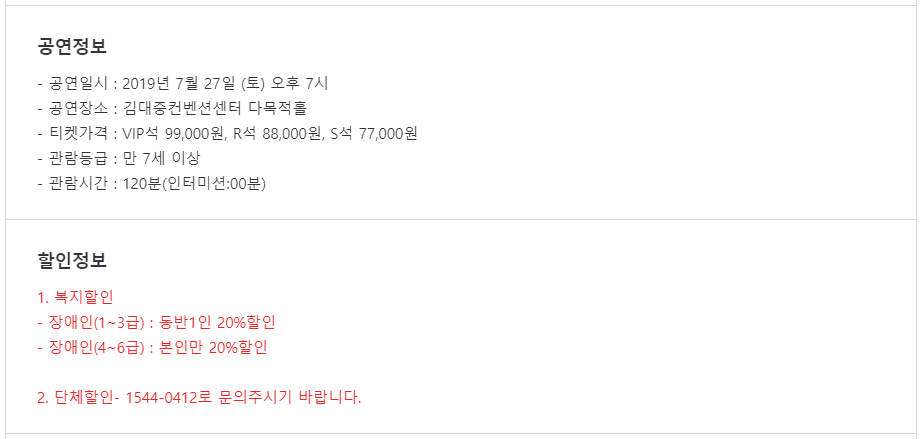 공연정보
- 공연일시 : 2019년 7월 27일 (토) 오후 7시
- 공연장소 : 김대중컨벤션센터 다목적홀
- 티켓가격 : VIP석 99,000원, R석 88,000원, S석 77,000원
- 관람등급 : 만 7세 이상
- 관람시간 : 120분(인터미션:00분)
할인정보
1. 복지할인
- 장애인(1~3급) : 동반1인 20%할인
- 장애인(4~6급) : 본인만 20%할인
2. 단체할인- 1544-0412로 문의주시기 바랍니다.